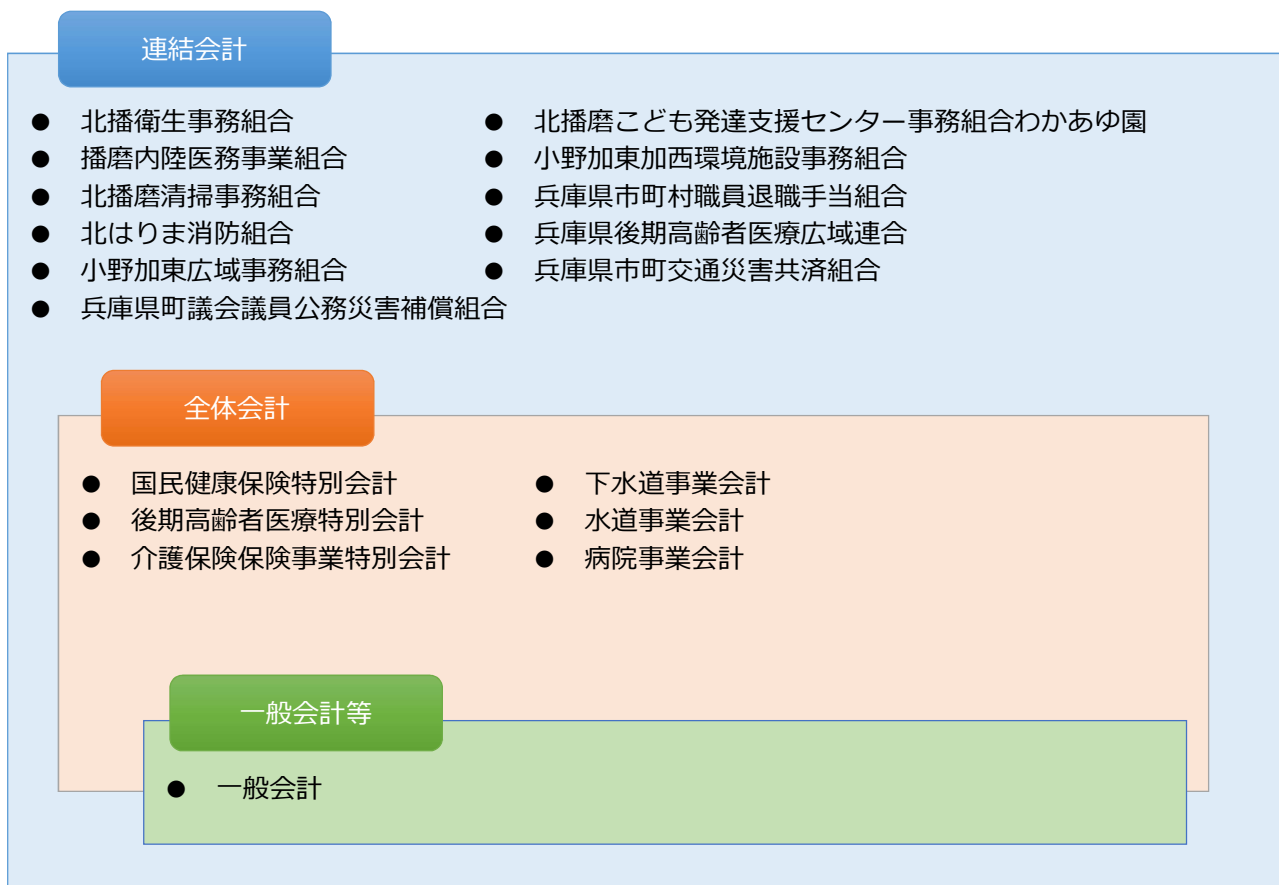 連結会計
● 北播衛生事務組合
● 播磨内陸医務事業組合
● 北播磨清掃事務組合
● 北はりま消防組合
● 小野加東広域事務組合
● 兵庫県町議会議員公務災害補償組合
● 北播磨こども発達支援センター事務組合わかあゆ園
● 小野加東加西環境施設事務組合
● 兵庫県市町村職員退職手当組合
● 兵庫県後期高齢者医療広域連合
● 兵庫県市町交通災害共済組合
全体会計
● 国民健康保険特別会計
● 後期高齢者医療特別会計
● 介護保険保険事業特別会計
● 下水道事業会計
● 水道事業会計
● 病院事業会計
一般会計等
● 一般会計